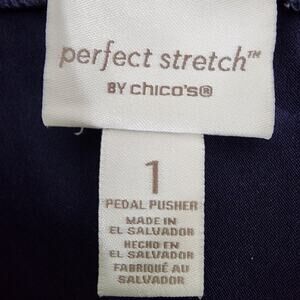 perfect stretch™
BY chico's®
1
PEDAL PUSHER
MADE IN
EL SALVADOR
HECHO EN
EL SALVADOR
FABRIQUÉ AU
SALVADOR